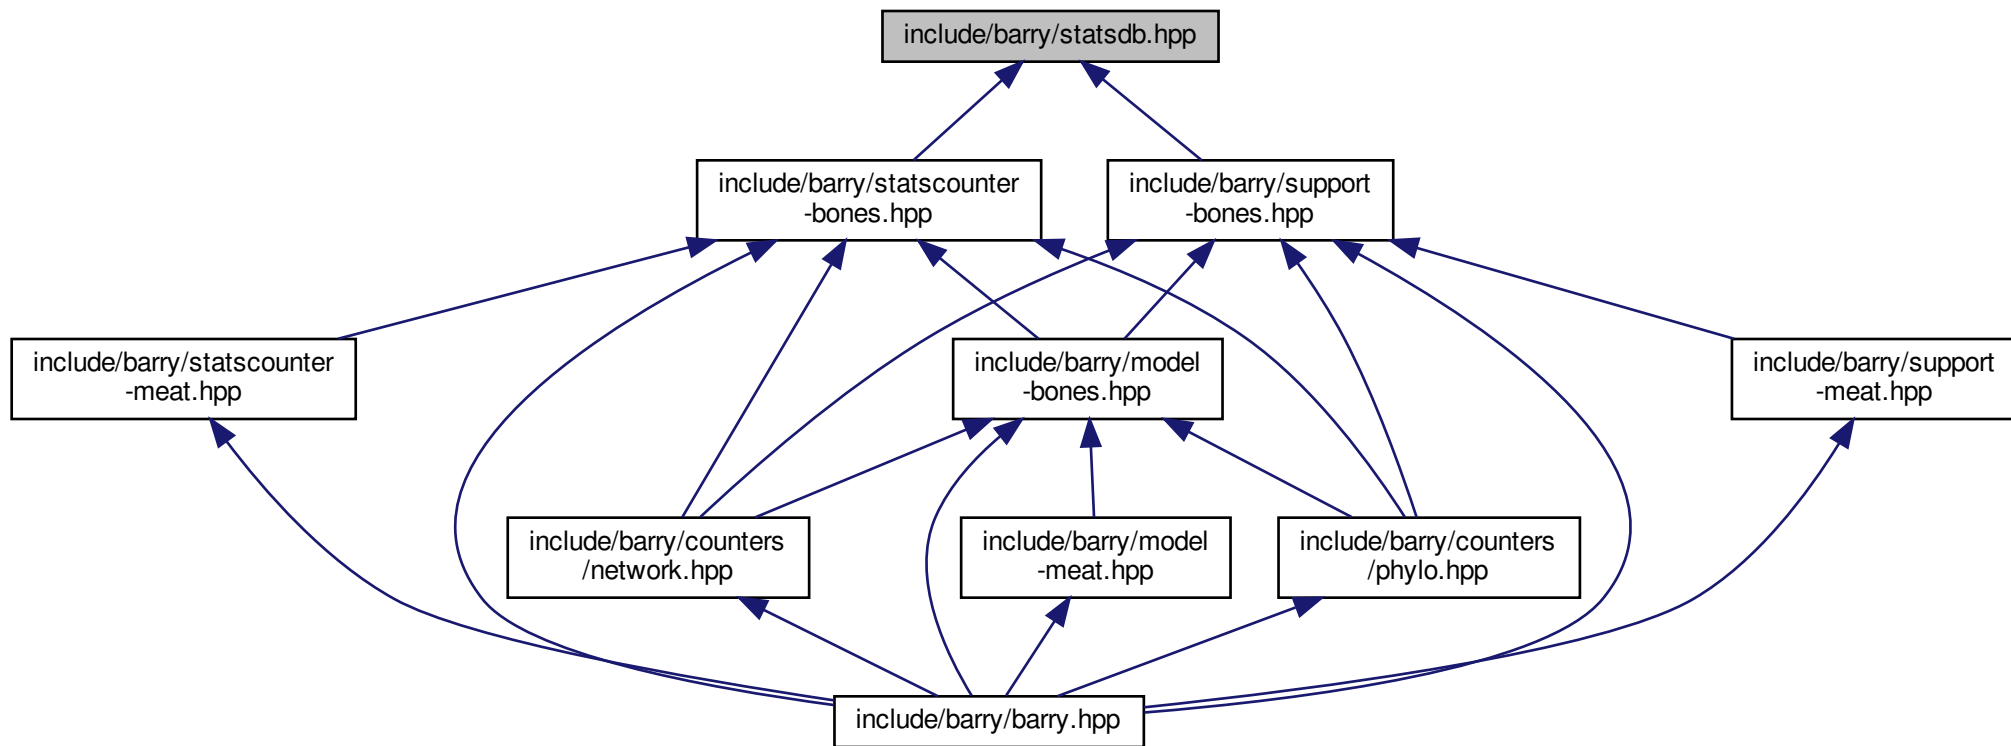 include/barry/statsdb.hpp
include/barry/statscounter
-bones.hpp
include/barry/support
-bones.hpp
include/barry/statscounter
-meat.hpp
include/barry/model
-bones.hpp
include/barry/support
-meat.hpp
include/barry/counters
/network.hpp
include/barry/model
-meat.hpp
include/barry/counters
/phylo.hpp
include/barry/barry.hpp